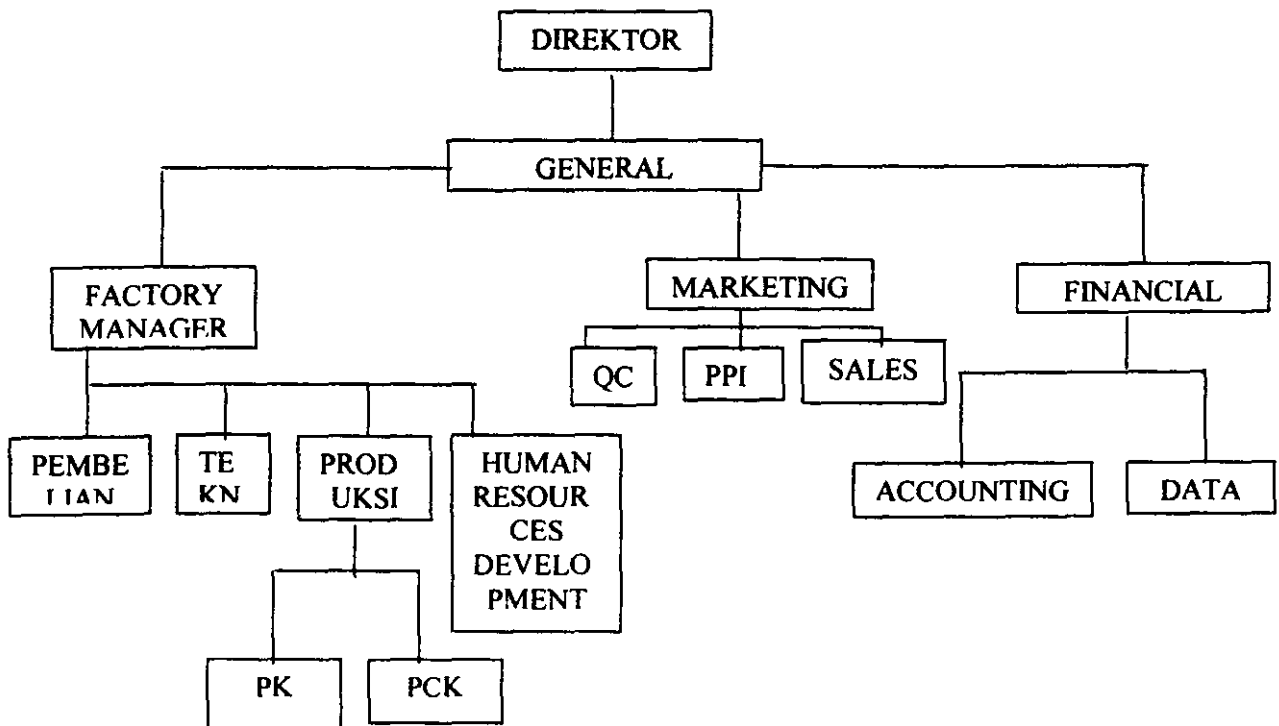 DIREKTOR
GENERAL
FACTORY
MANAGER
MARKETING
FINANCIAL
QC
PPI
SALES
PEMBE
LIAN
TE
KN
PROD
UKSI
HUMAN
RESOUR
CES
DEVELO
PMENT
ACCOUNTING
DATA
PK
PCK